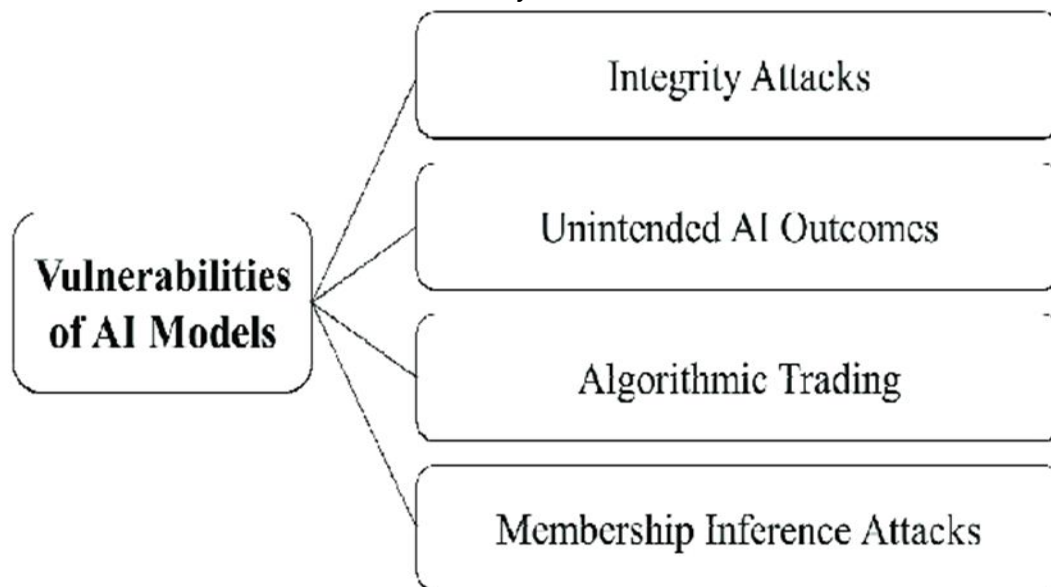 Integrity Attacks
Unintended AI Outcomes
Vulnerabilities
of AI Models
Algorithmic Trading
Membership Inference Attacks